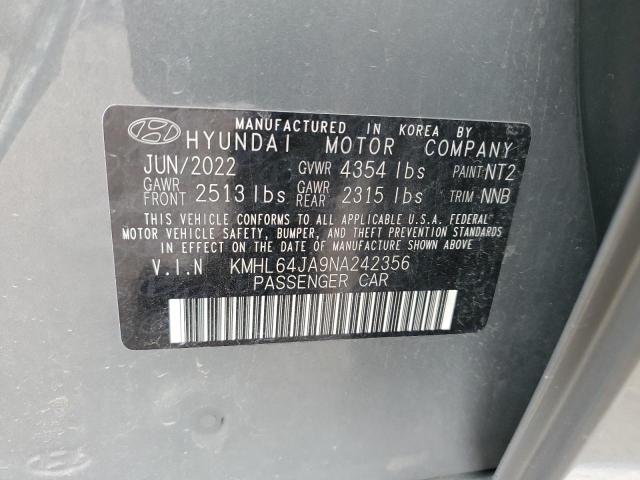 MANUFACTURED IN KOREA BY
HYUNDAI MOTOR COMPANY
JUN/2022 GVWR 4354 lbs PAINT:NT2
GAWR FRONT 2513 lbs GAWR REAR 2315 lbs TRIM:NNB
THIS VEHICLE CONFORMS TO ALL APPLICABLE U.S.A. FEDERAL
MOTOR VEHICLE SAFETY, BUMPER, AND THEFT PREVENTION STANDARDS
IN EFFECT ON THE DATE OF MANUFACTURE SHOWN ABOVE
V.I.N KMHL64JA9NA242356
PASSENGER CAR